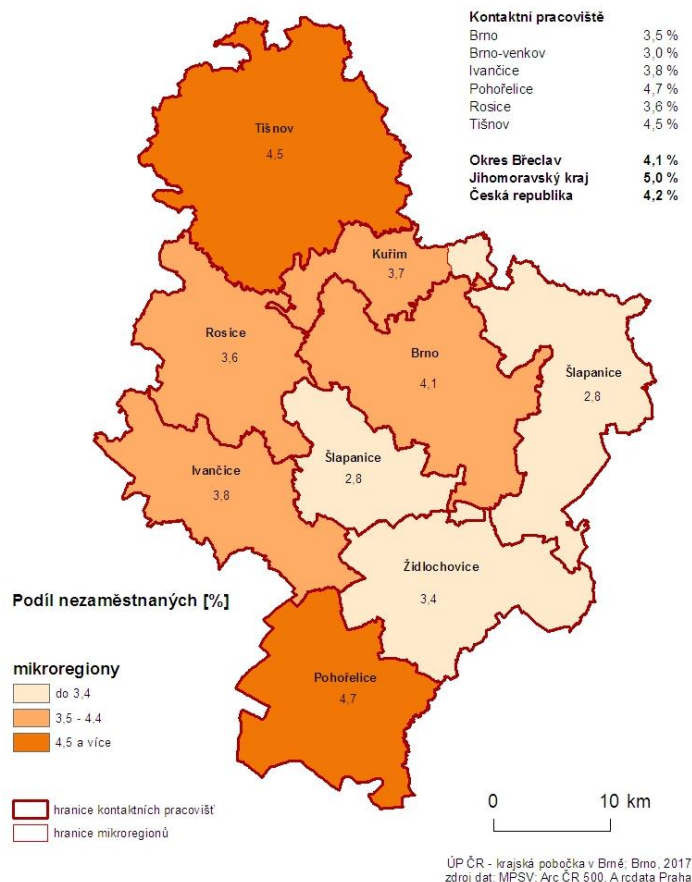 Kontaktní pracoviště
Brno 3,5 %
Brno-venkov 3,0 %
Ivančice 3,8 %
Pohořelice 4,7 %
Rosice 3,6 %
Tišnov 4,5 %
Okres Břeclav 4,1 %
Jihomoravský kraj 5,0 %
Česká republika 4,2 %
Tišnov
4,5
Kuřim
3,7
Rosice
3,6
Brno
4,1
Šlapanice
2,8
Šlapanice
2,8
Ivančice
3,8
Židlochovice
3,4
Pohořelice
4,7
Podíl nezaměstnaných [%]
mikroregiony
do 3,4
3,5 - 4,4
4,5 a více
hranice kontaktních pracovišť
hranice mikroregionů
0 10 km
ÚP ČR - krajská pobočka v Brně; Brno, 2017
zdroj dat: MPSV; Arc ČR 500. Arcdata Praha